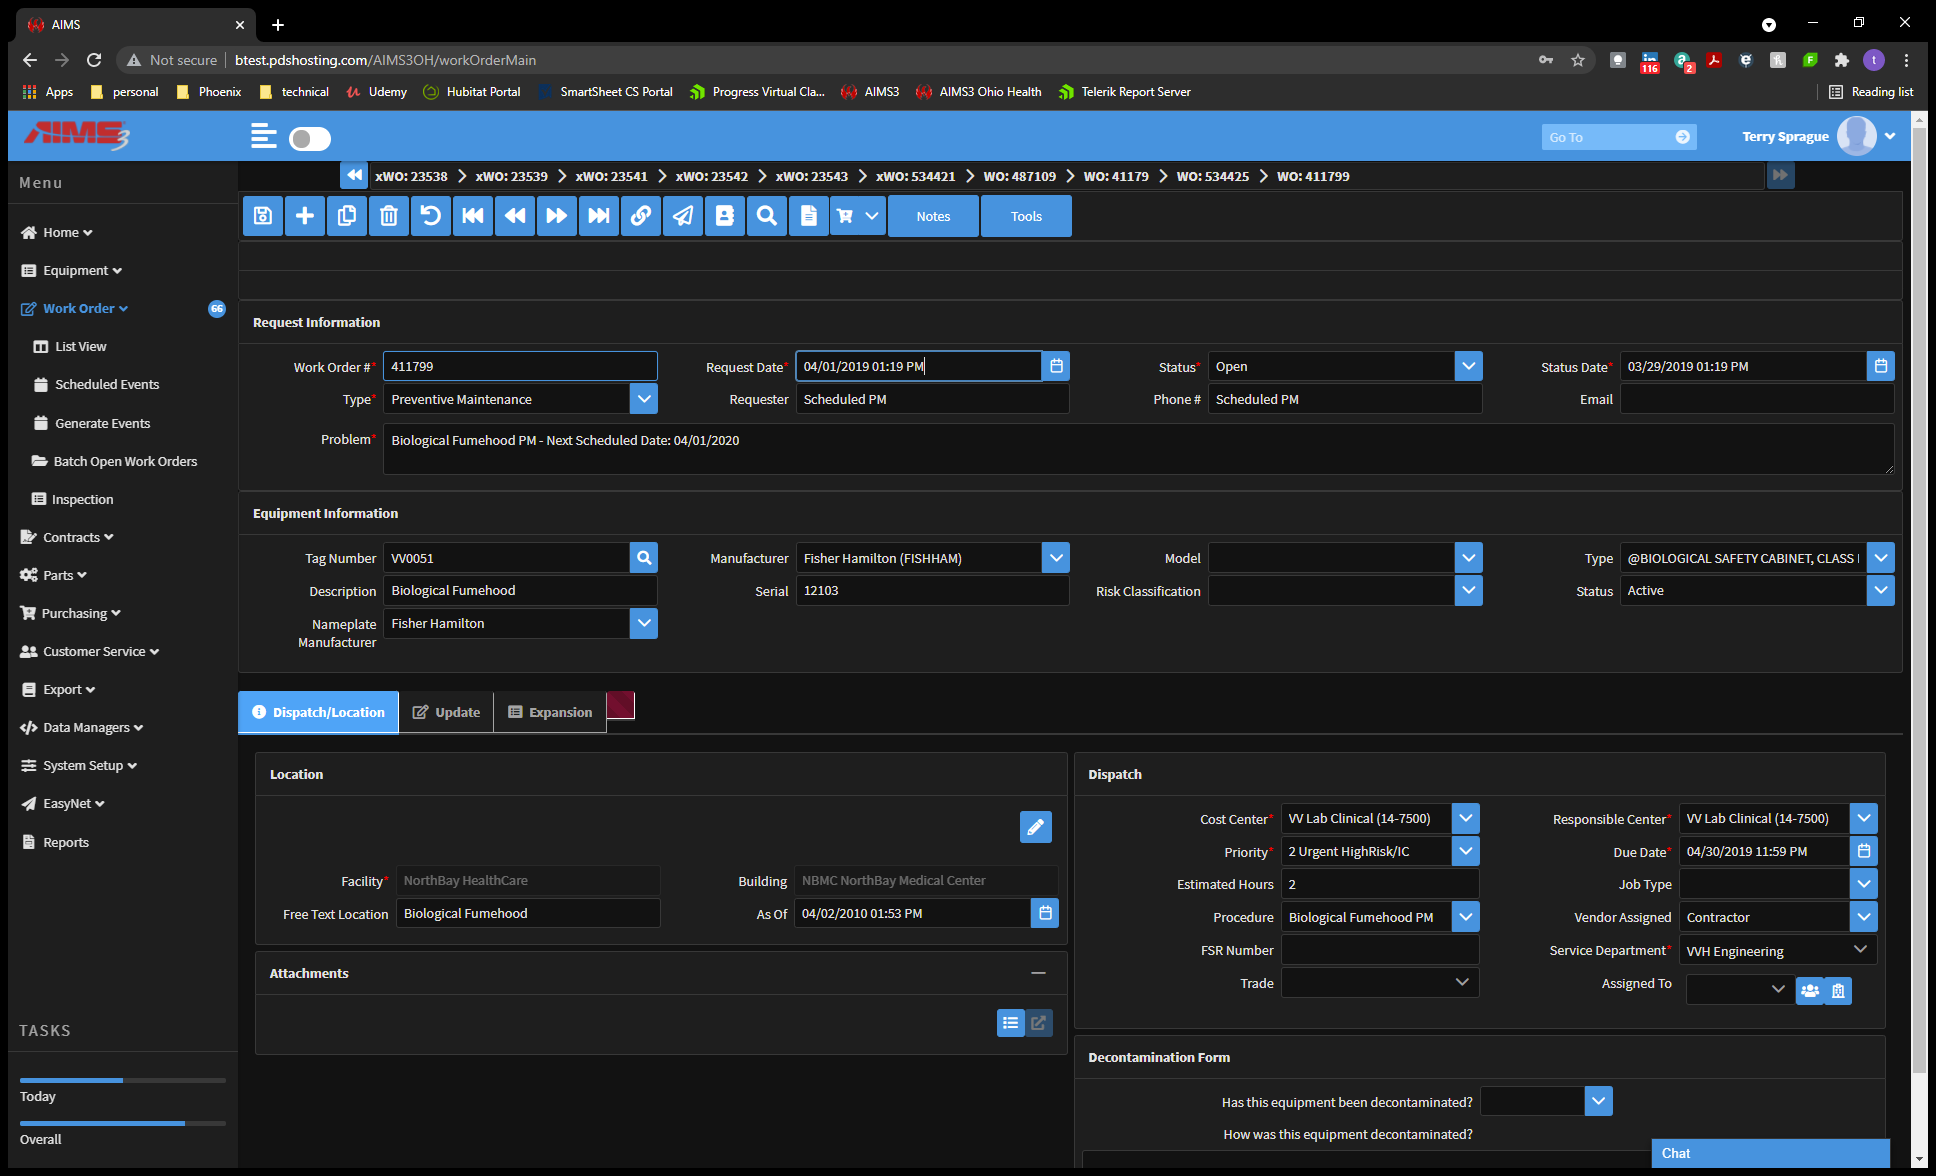 AIMS
Not secure btest.pdshosting.com/AIMS3OH/workOrderMain
116 2
Apps personal Phoenix technical Udemy Hubitat Portal SmartSheet CS Portal Progress Virtual Cla... AIMS3 AIMS3 Ohio Health Telerik Report Server Reading list
AIMS3 Go To Terry Sprague
Menu
xWO: 23538 xWO: 23539 xWO: 23541 xWO: 23542 xWO: 23543 xWO: 534421 WO: 487109 WO: 41179 WO: 534425 WO: 411799
Notes Tools
Home
Equipment
Work Order 66
List View
Scheduled Events
Generate Events
Batch Open Work Orders
Inspection
Contracts
Parts
Purchasing
Customer Service
Export
Data Managers
System Setup
EasyNet
Reports
TASKS
Today
Overall
Request Information
Work Order #* 411799 Request Date* 04/01/2019 01:19 PM Status* Open Status Date* 03/29/2019 01:19 PM
Type* Preventive Maintenance Requester Scheduled PM Phone # Scheduled PM Email
Problem* Biological Fumehood PM - Next Scheduled Date: 04/01/2020
Equipment Information
Tag Number VV0051 Manufacturer Fisher Hamilton (FISHHAM) Model Type @BIOLOGICAL SAFETY CABINET, CLASS I
Description Biological Fumehood Serial 12103 Risk Classification Status Active
Nameplate Manufacturer Fisher Hamilton
Dispatch/Location Update Expansion
Location
Facility* NorthBay HealthCare Building NBMC NorthBay Medical Center
Free Text Location Biological Fumehood As Of 04/02/2010 01:53 PM
Attachments
Dispatch
Cost Center* VV Lab Clinical (14-7500) Responsible Center* VV Lab Clinical (14-7500)
Priority* 2 Urgent HighRisk/IC Due Date* 04/30/2019 11:59 PM
Estimated Hours 2 Job Type
Procedure Biological Fumehood PM Vendor Assigned Contractor
FSR Number Service Department* VVH Engineering
Trade Assigned To
Decontamination Form
Has this equipment been decontaminated?
How was this equipment decontaminated?
Chat